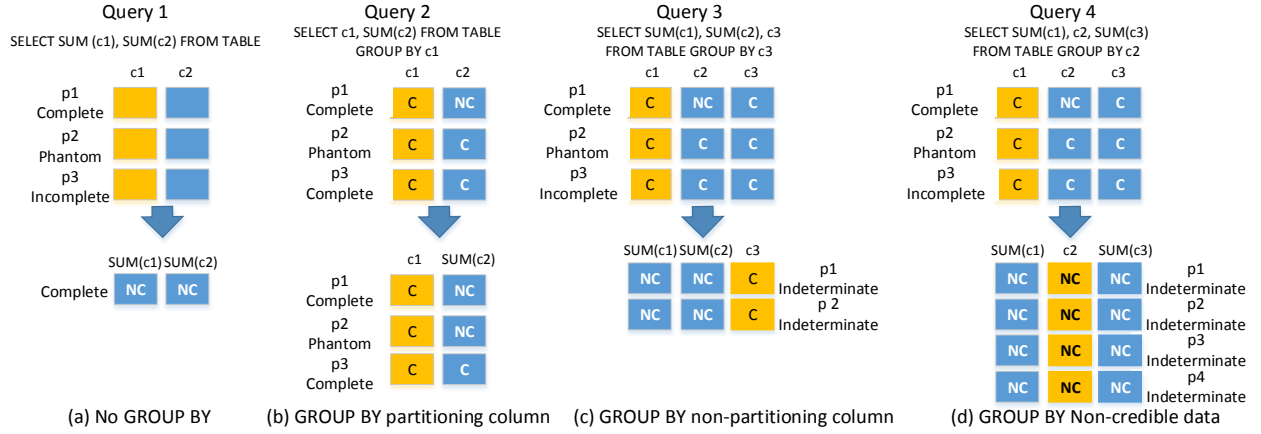 Query 1
SELECT SUM (c1), SUM(c2) FROM TABLE
c1 c2
p1
Complete
p2
Phantom
p3
Incomplete
SUM(c1) SUM(c2)
Complete NC NC
(a) No GROUP BY
Query 2
SELECT c1, SUM(c2) FROM TABLE
GROUP BY c1
c1 c2
p1
Complete C NC
p2
Phantom C C
p3
Complete C C
c1 SUM(c2)
p1
Complete C NC
p2
Phantom C NC
p3
Complete C C
(b) GROUP BY partitioning column
Query 3
SELECT SUM(c1), SUM(c2), c3
FROM TABLE GROUP BY c3
c1 c2 c3
p1
Complete C NC C
p2
Phantom C C C
p3
Incomplete C C C
SUM(c1) SUM(c2) c3
NC NC C p1
Indeterminate
NC NC C p 2
Indeterminate
(c) GROUP BY non-partitioning column
Query 4
SELECT SUM(c1), c2, SUM(c3)
FROM TABLE GROUP BY c2
c1 c2 c3
p1
Complete C NC C
p2
Phantom C C C
p3
Incomplete C C C
SUM(c1) c2 SUM(c3)
NC NC NC p1
Indeterminate
NC NC NC p2
Indeterminate
NC NC NC p3
Indeterminate
NC NC NC p4
Indeterminate
(d) GROUP BY Non-credible data